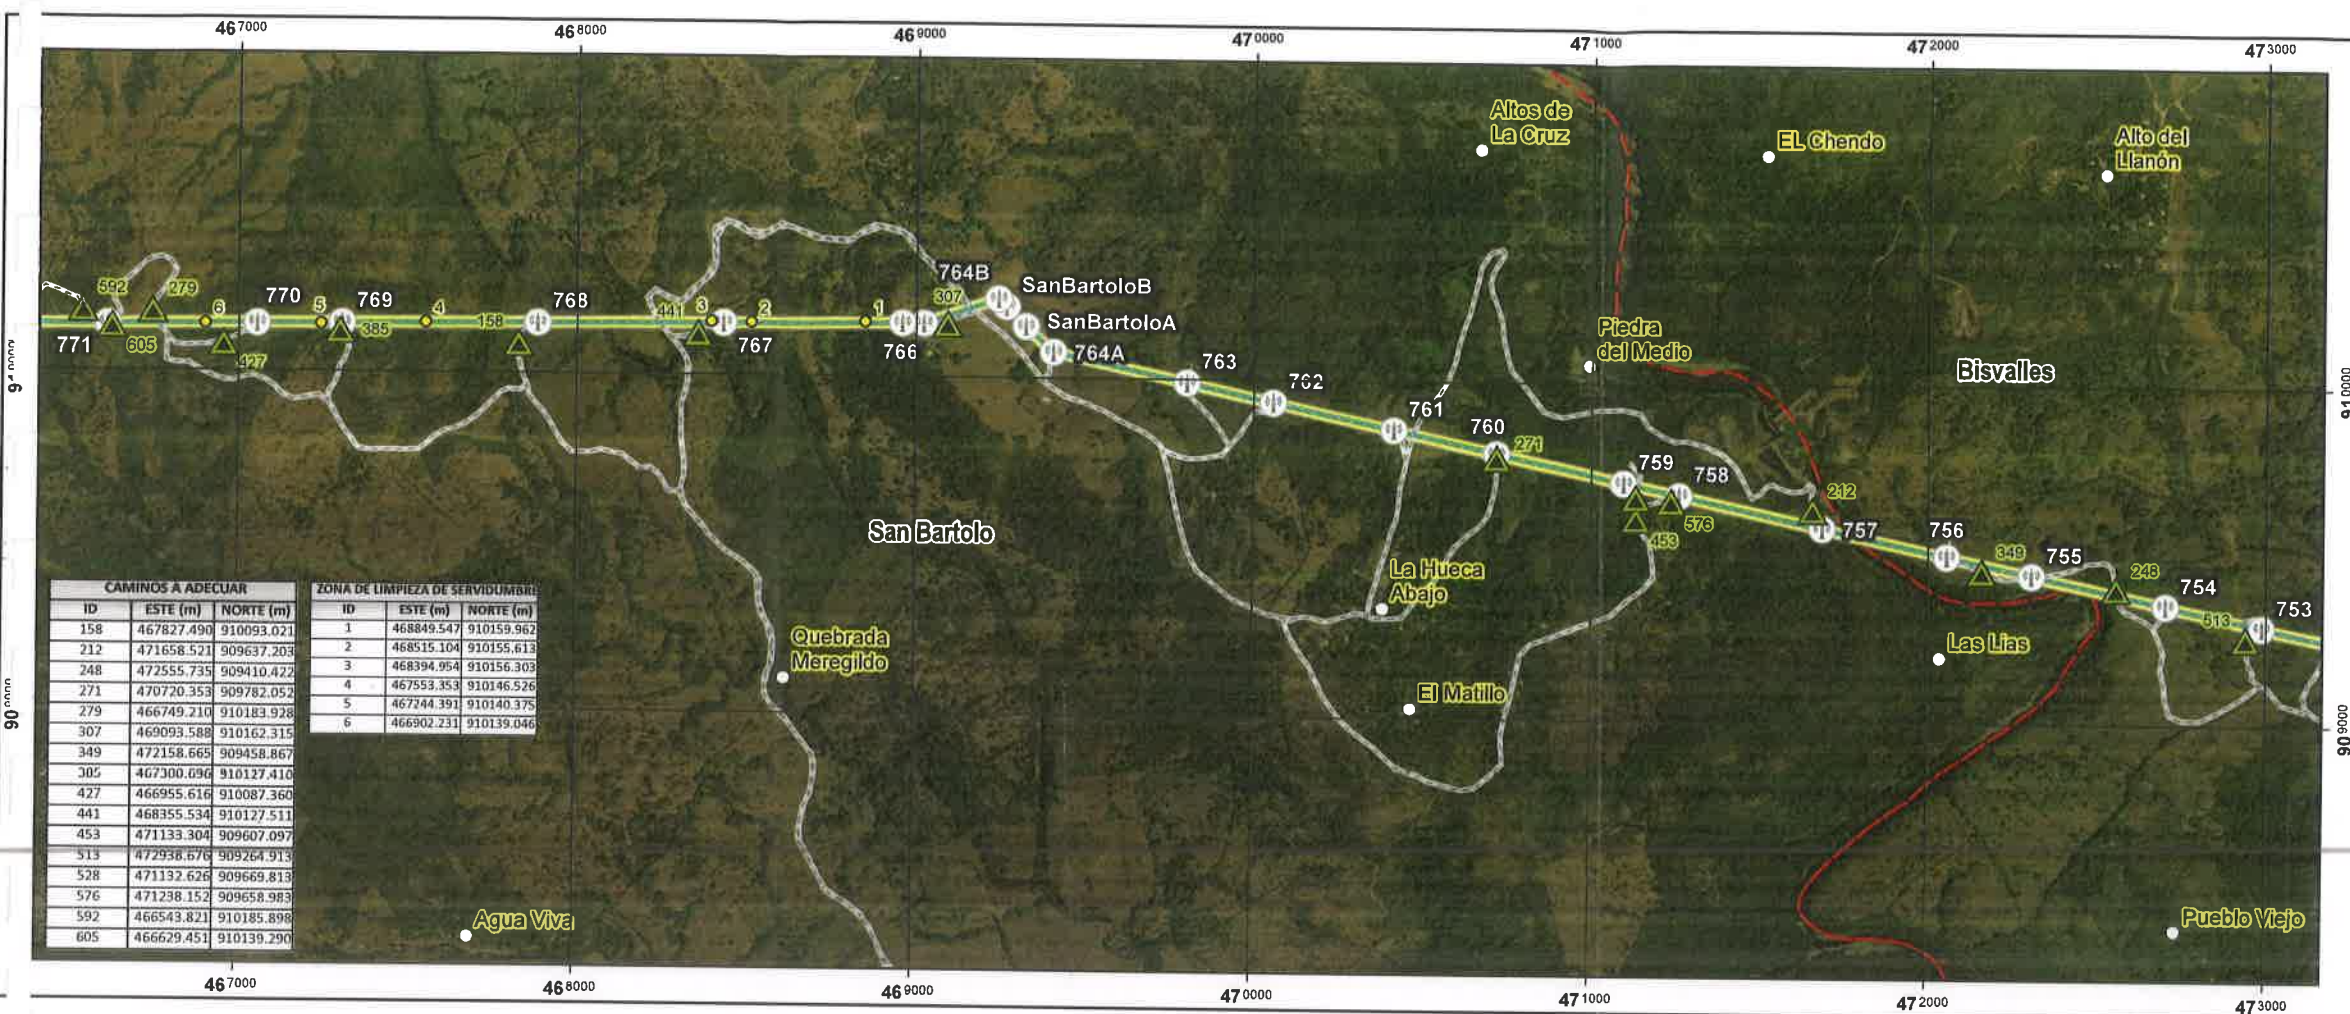 467000 468000 469000 470000 471000 472000 473000
Altos de
La Cruz
EL Chendo
Alto del
Llanón
764B
SanBartoloB
592 279 6 770 5 769 4 768 441 3 2 1 307
SanBartoloA
771 605 427 385 158 767 766 764A
Piedra
del Medio
Bisvalles
763 762 761 760 271
759 758 212
453 576 757 756 349 755 248 754 513 753
910000
San Bartolo
La Hueca
Abajo
Quebrada
Meregildo
El Matillo
Las Lias
909000
Agua Viva
Pueblo Viejo
CAMINOS A ADECUAR
ID ESTE (m) NORTE (m)
158 467827.490 910093.021
212 471658.521 909637.203
248 472555.735 909410.422
271 470720.353 909782.052
279 466749.210 910183.928
307 469093.588 910162.315
349 472158.665 909458.867
385 467300.696 910127.410
427 466955.616 910087.360
441 468355.534 910127.511
453 471133.304 909607.097
513 472938.676 909264.913
528 471132.626 909669.813
576 471238.152 909658.983
592 466543.821 910185.898
605 466629.451 910139.290
ZONA DE LIMPIEZA DE SERVIDUMBRE
ID ESTE (m) NORTE (m)
1 468849.547 910159.962
2 468515.104 910155.613
3 468394.954 910156.303
4 467553.353 910146.526
5 467244.391 910140.375
6 466902.231 910139.046
467000 468000 469000 470000 471000 472000 473000